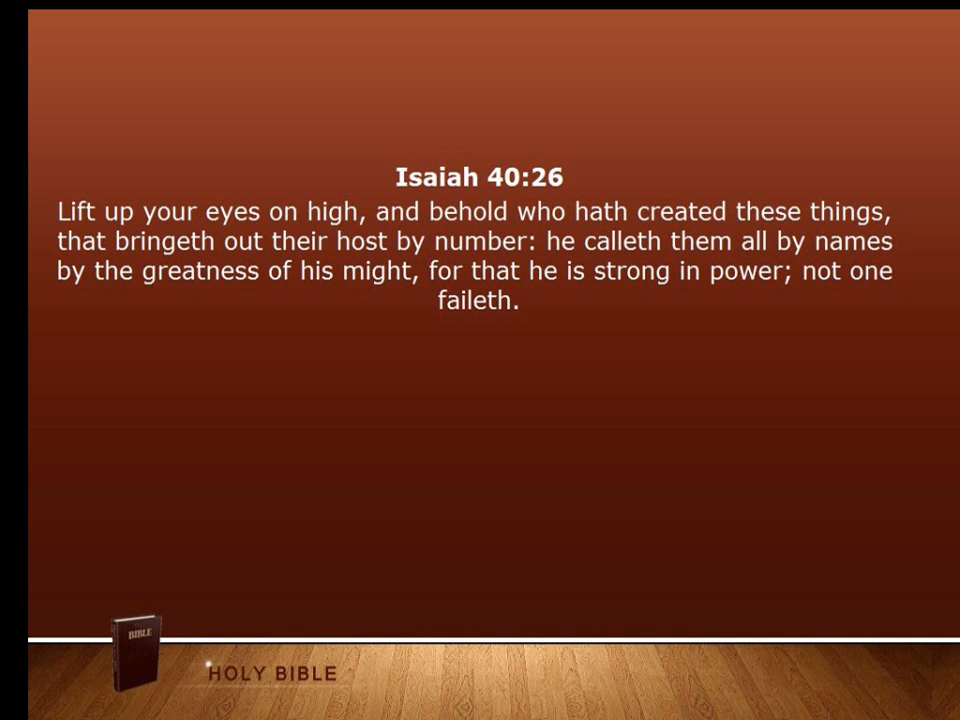 Isaiah 40:26
Lift up your eyes on high, and behold who hath created these things,
that bringeth out their host by number: he calleth them all by names
by the greatness of his might, for that he is strong in power; not one
faileth.
BIBLE
HOLY BIBLE